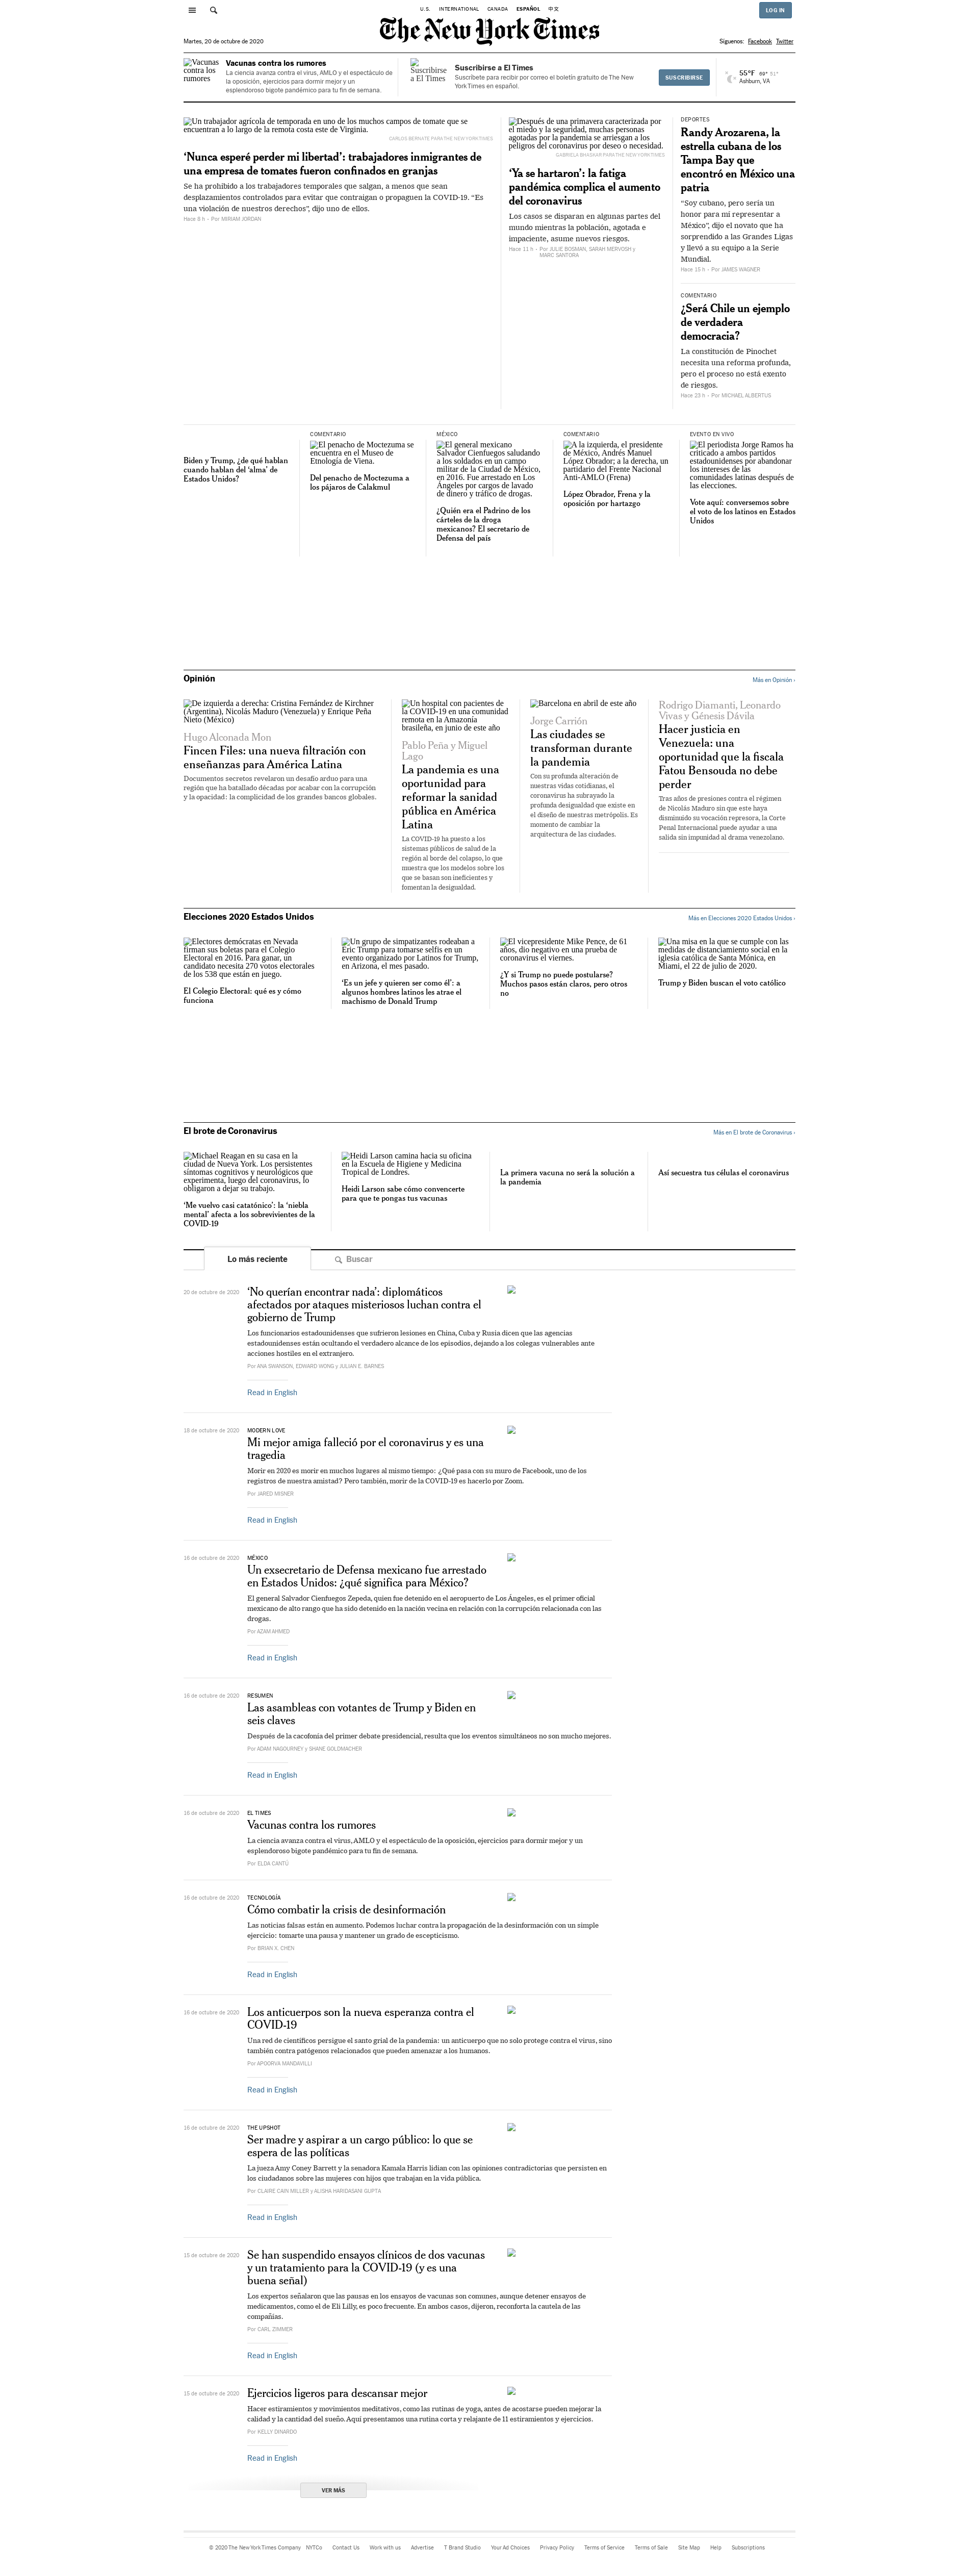 U.S. INTERNATIONAL CANADA ESPAÑOL 中文
LOG IN
The New York Times
Martes, 20 de octubre de 2020
Síguenos: Facebook Twitter
Vacunas contra los rumores
Vacunas contra los rumores
La ciencia avanza contra el virus, AMLO y el espectáculo de la oposición, ejercicios para dormir mejor y un esplendoroso bigote pandémico para tu fin de semana.
Suscribirse a El Times
Suscribirse a El Times
Suscríbete para recibir por correo el boletín gratuito de The New York Times en español.
SUSCRIBIRSE
55°F 69° 51°
Ashburn, VA
Un trabajador agrícola de temporada en uno de los muchos campos de tomate que se encuentran a lo largo de la remota costa este de Virginia.
CARLOS BERNATE PARA THE NEW YORK TIMES
‘Nunca esperé perder mi libertad’: trabajadores inmigrantes de una empresa de tomates fueron confinados en granjas
Se ha prohibido a los trabajadores temporales que salgan, a menos que sean desplazamientos controlados para evitar que contraigan o propaguen la COVID-19. “Es una violación de nuestros derechos”, dijo uno de ellos.
Hace 8 h - Por MIRIAM JORDAN
Después de una primavera caracterizada por el miedo y la seguridad, muchas personas agotadas por la pandemia se arriesgan a los peligros del coronavirus por deseo o necesidad.
GABRIELA BHASKAR PARA THE NEW YORK TIMES
‘Ya se hartaron’: la fatiga pandémica complica el aumento del coronavirus
Los casos se disparan en algunas partes del mundo mientras la población, agotada e impaciente, asume nuevos riesgos.
Hace 11 h - Por JULIE BOSMAN, SARAH MERVOSH y MARC SANTORA
DEPORTES
Randy Arozarena, la estrella cubana de los Tampa Bay que encontró en México una patria
“Soy cubano, pero sería un honor para mí representar a México”, dijo el novato que ha sorprendido a las Grandes Ligas y llevó a su equipo a la Serie Mundial.
Hace 15 h - Por JAMES WAGNER
COMENTARIO
¿Será Chile un ejemplo de verdadera democracia?
La constitución de Pinochet necesita una reforma profunda, pero el proceso no está exento de riesgos.
Hace 23 h - Por MICHAEL ALBERTUS
Biden y Trump, ¿de qué hablan cuando hablan del ‘alma’ de Estados Unidos?
COMENTARIO
El penacho de Moctezuma se encuentra en el Museo de Etnología de Viena.
Del penacho de Moctezuma a los pájaros de Calakmul
MÉXICO
El general mexicano Salvador Cienfuegos saludando a los soldados en un campo militar de la Ciudad de México, en 2016. Fue arrestado en Los Ángeles por cargos de lavado de dinero y tráfico de drogas.
¿Quién era el Padrino de los cárteles de la droga mexicanos? El secretario de Defensa del país
COMENTARIO
A la izquierda, el presidente de México, Andrés Manuel López Obrador; a la derecha, un partidario del Frente Nacional Anti-AMLO (Frena)
López Obrador, Frena y la oposición por hartazgo
EVENTO EN VIVO
El periodista Jorge Ramos ha criticado a ambos partidos estadounidenses por abandonar los intereses de las comunidades latinas después de las elecciones.
Vote aquí: conversemos sobre el voto de los latinos en Estados Unidos
Opinión
Más en Opinión ›
De izquierda a derecha: Cristina Fernández de Kirchner (Argentina), Nicolás Maduro (Venezuela) y Enrique Peña Nieto (México)
Hugo Alconada Mon
Fincen Files: una nueva filtración con enseñanzas para América Latina
Documentos secretos revelaron un desafío arduo para una región que ha batallado décadas por acabar con la corrupción y la opacidad: la complicidad de los grandes bancos globales.
Un hospital con pacientes de la COVID-19 en una comunidad remota en la Amazonía brasileña, en junio de este año
Pablo Peña y Miguel Lago
La pandemia es una oportunidad para reformar la sanidad pública en América Latina
La COVID-19 ha puesto a los sistemas públicos de salud de la región al borde del colapso, lo que muestra que los modelos sobre los que se basan son ineficientes y fomentan la desigualdad.
Barcelona en abril de este año
Jorge Carrión
Las ciudades se transforman durante la pandemia
Con su profunda alteración de nuestras vidas cotidianas, el coronavirus ha subrayado la profunda desigualdad que existe en el diseño de nuestras metrópolis. Es momento de cambiar la arquitectura de las ciudades.
Rodrigo Diamanti, Leonardo Vivas y Génesis Dávila
Hacer justicia en Venezuela: una oportunidad que la fiscala Fatou Bensouda no debe perder
Tras años de presiones contra el régimen de Nicolás Maduro sin que este haya disminuido su vocación represora, la Corte Penal Internacional puede ayudar a una salida sin impunidad al drama venezolano.
Elecciones 2020 Estados Unidos
Más en Elecciones 2020 Estados Unidos ›
Electores demócratas en Nevada firman sus boletas para el Colegio Electoral en 2016. Para ganar, un candidato necesita 270 votos electorales de los 538 que están en juego.
El Colegio Electoral: qué es y cómo funciona
Un grupo de simpatizantes rodeaban a Eric Trump para tomarse selfis en un evento organizado por Latinos for Trump, en Arizona, el mes pasado.
‘Es un jefe y quieren ser como él’: a algunos hombres latinos les atrae el machismo de Donald Trump
El vicepresidente Mike Pence, de 61 años, dio negativo en una prueba de coronavirus el viernes.
¿Y si Trump no puede postularse? Muchos pasos están claros, pero otros no
Una misa en la que se cumple con las medidas de distanciamiento social en la iglesia católica de Santa Mónica, en Miami, el 22 de julio de 2020.
Trump y Biden buscan el voto católico
El brote de Coronavirus
Más en El brote de Coronavirus ›
Michael Reagan en su casa en la ciudad de Nueva York. Los persistentes síntomas cognitivos y neurológicos que experimenta, luego del coronavirus, lo obligaron a dejar su trabajo.
‘Me vuelvo casi catatónico’: la ‘niebla mental’ afecta a los sobrevivientes de la COVID-19
Heidi Larson camina hacia su oficina en la Escuela de Higiene y Medicina Tropical de Londres.
Heidi Larson sabe cómo convencerte para que te pongas tus vacunas
La primera vacuna no será la solución a la pandemia
Así secuestra tus células el coronavirus
Lo más reciente
Buscar
20 de octubre de 2020
‘No querían encontrar nada’: diplomáticos afectados por ataques misteriosos luchan contra el gobierno de Trump
Los funcionarios estadounidenses que sufrieron lesiones en China, Cuba y Rusia dicen que las agencias estadounidenses están ocultando el verdadero alcance de los episodios, dejando a los colegas vulnerables ante acciones hostiles en el extranjero.
Por ANA SWANSON, EDWARD WONG y JULIAN E. BARNES
Read in English
18 de octubre de 2020
MODERN LOVE
Mi mejor amiga falleció por el coronavirus y es una tragedia
Morir en 2020 es morir en muchos lugares al mismo tiempo: ¿Qué pasa con su muro de Facebook, uno de los registros de nuestra amistad? Pero también, morir de la COVID-19 es hacerlo por Zoom.
Por JARED MISNER
Read in English
16 de octubre de 2020
MÉXICO
Un exsecretario de Defensa mexicano fue arrestado en Estados Unidos: ¿qué significa para México?
El general Salvador Cienfuegos Zepeda, quien fue detenido en el aeropuerto de Los Ángeles, es el primer oficial mexicano de alto rango que ha sido detenido en la nación vecina en relación con la corrupción relacionada con las drogas.
Por AZAM AHMED
Read in English
16 de octubre de 2020
RESUMEN
Las asambleas con votantes de Trump y Biden en seis claves
Después de la cacofonía del primer debate presidencial, resulta que los eventos simultáneos no son mucho mejores.
Por ADAM NAGOURNEY y SHANE GOLDMACHER
Read in English
16 de octubre de 2020
EL TIMES
Vacunas contra los rumores
La ciencia avanza contra el virus, AMLO y el espectáculo de la oposición, ejercicios para dormir mejor y un esplendoroso bigote pandémico para tu fin de semana.
Por ELDA CANTÚ
16 de octubre de 2020
TECNOLOGÍA
Cómo combatir la crisis de desinformación
Las noticias falsas están en aumento. Podemos luchar contra la propagación de la desinformación con un simple ejercicio: tomarte una pausa y mantener un grado de escepticismo.
Por BRIAN X. CHEN
Read in English
16 de octubre de 2020
Los anticuerpos son la nueva esperanza contra el COVID-19
Una red de científicos persigue el santo grial de la pandemia: un anticuerpo que no solo protege contra el virus, sino también contra patógenos relacionados que pueden amenazar a los humanos.
Por APOORVA MANDAVILLI
Read in English
16 de octubre de 2020
THE UPSHOT
Ser madre y aspirar a un cargo público: lo que se espera de las políticas
La jueza Amy Coney Barrett y la senadora Kamala Harris lidian con las opiniones contradictorias que persisten en los ciudadanos sobre las mujeres con hijos que trabajan en la vida pública.
Por CLAIRE CAIN MILLER y ALISHA HARIDASANI GUPTA
Read in English
15 de octubre de 2020
Se han suspendido ensayos clínicos de dos vacunas y un tratamiento para la COVID-19 (y es una buena señal)
Los expertos señalaron que las pausas en los ensayos de vacunas son comunes, aunque detener ensayos de medicamentos, como el de Eli Lilly, es poco frecuente. En ambos casos, dijeron, reconforta la cautela de las compañías.
Por CARL ZIMMER
Read in English
15 de octubre de 2020
Ejercicios ligeros para descansar mejor
Hacer estiramientos y movimientos meditativos, como las rutinas de yoga, antes de acostarse pueden mejorar la calidad y la cantidad del sueño. Aquí presentamos una rutina corta y relajante de 11 estiramientos y ejercicios.
Por KELLY DINARDO
Read in English
VER MÁS
© 2020 The New York Times Company NYTCo Contact Us Work with us Advertise T Brand Studio Your Ad Choices Privacy Policy Terms of Service Terms of Sale Site Map Help Subscriptions